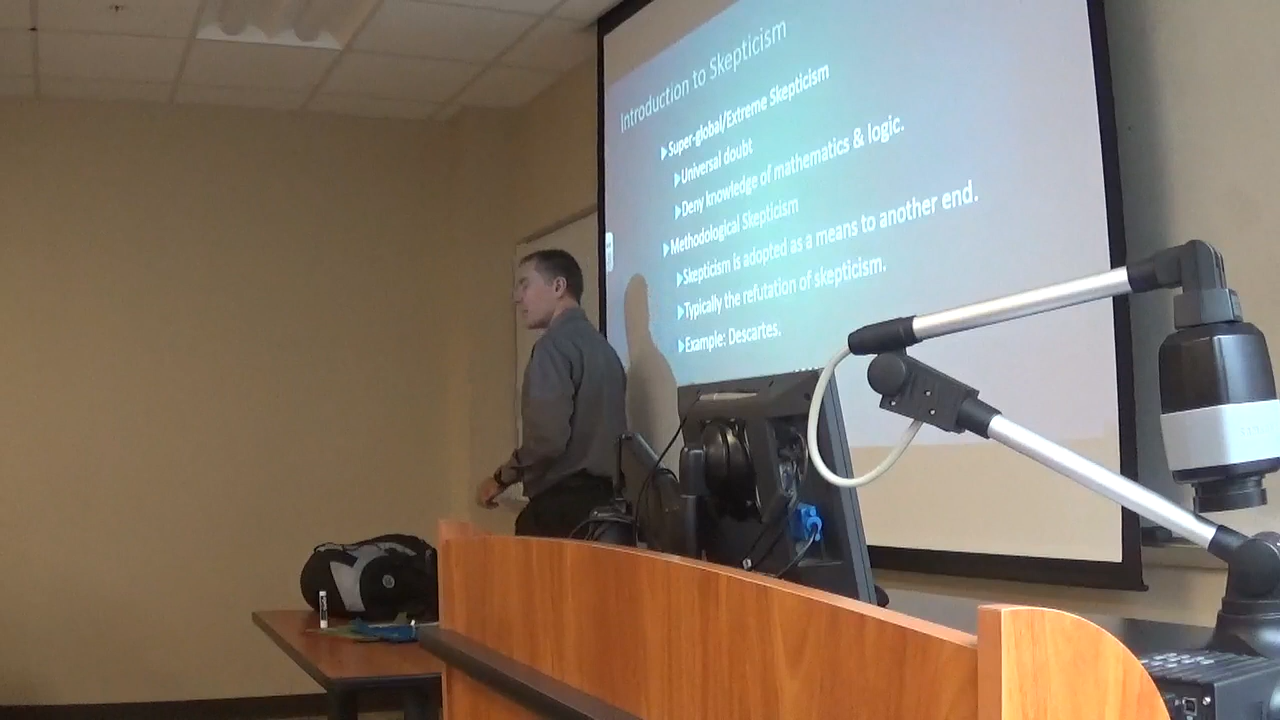 Introduction to Skepticism
Super-global/Extreme Skepticism
Universal doubt
Deny knowledge of mathematics & logic.
Methodological Skepticism
Skepticism is adopted as a means to another end.
Typically the refutation of skepticism.
Example: Descartes.